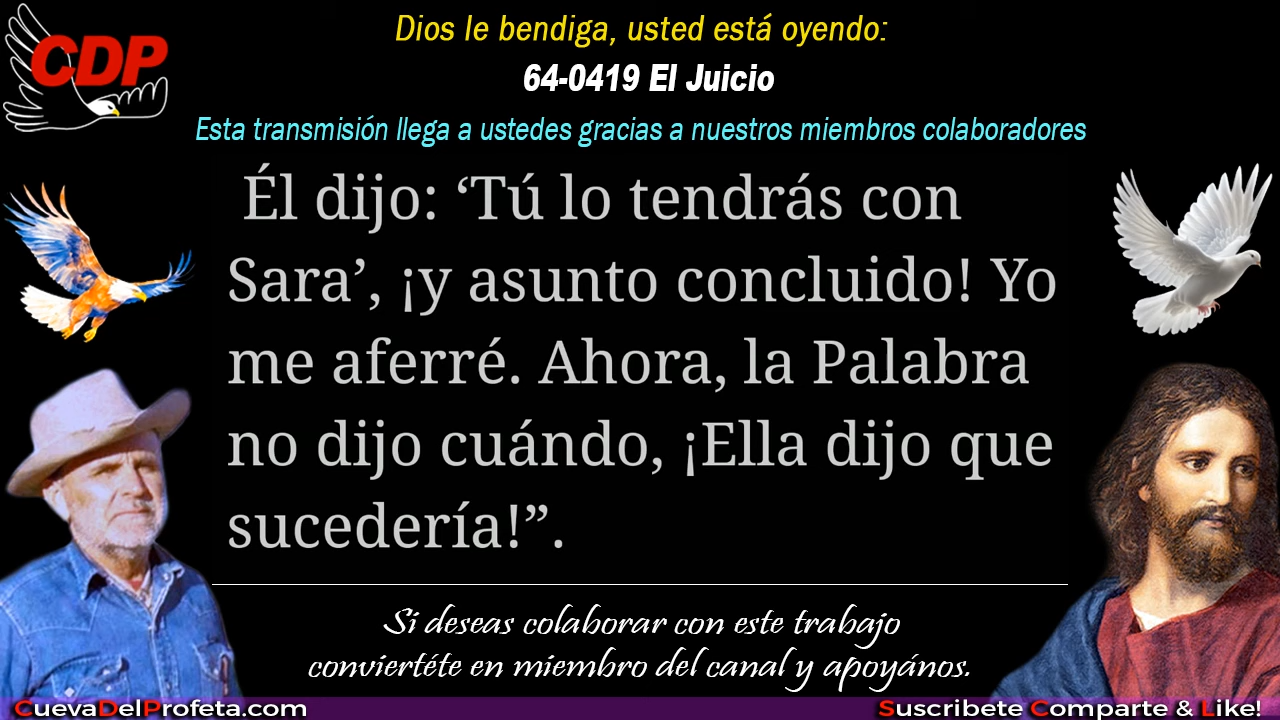 CDP
Dios le bendiga, usted está oyendo:
64-0419 El Juicio
Esta transmisión llega a ustedes gracias a nuestros miembros colaboradores
Él dijo: ‘Tú lo tendrás con
Sara’, ¡y asunto concluido! Yo
me aferré. Ahora, la Palabra
no dijo cuándo, ¡Ella dijo que
sucedería!”.
Si deseas colaborar con este trabajo
conviertéte en miembro del canal y apoyános.
CuevaDelProfeta.com
Suscribete Comparte & Like!